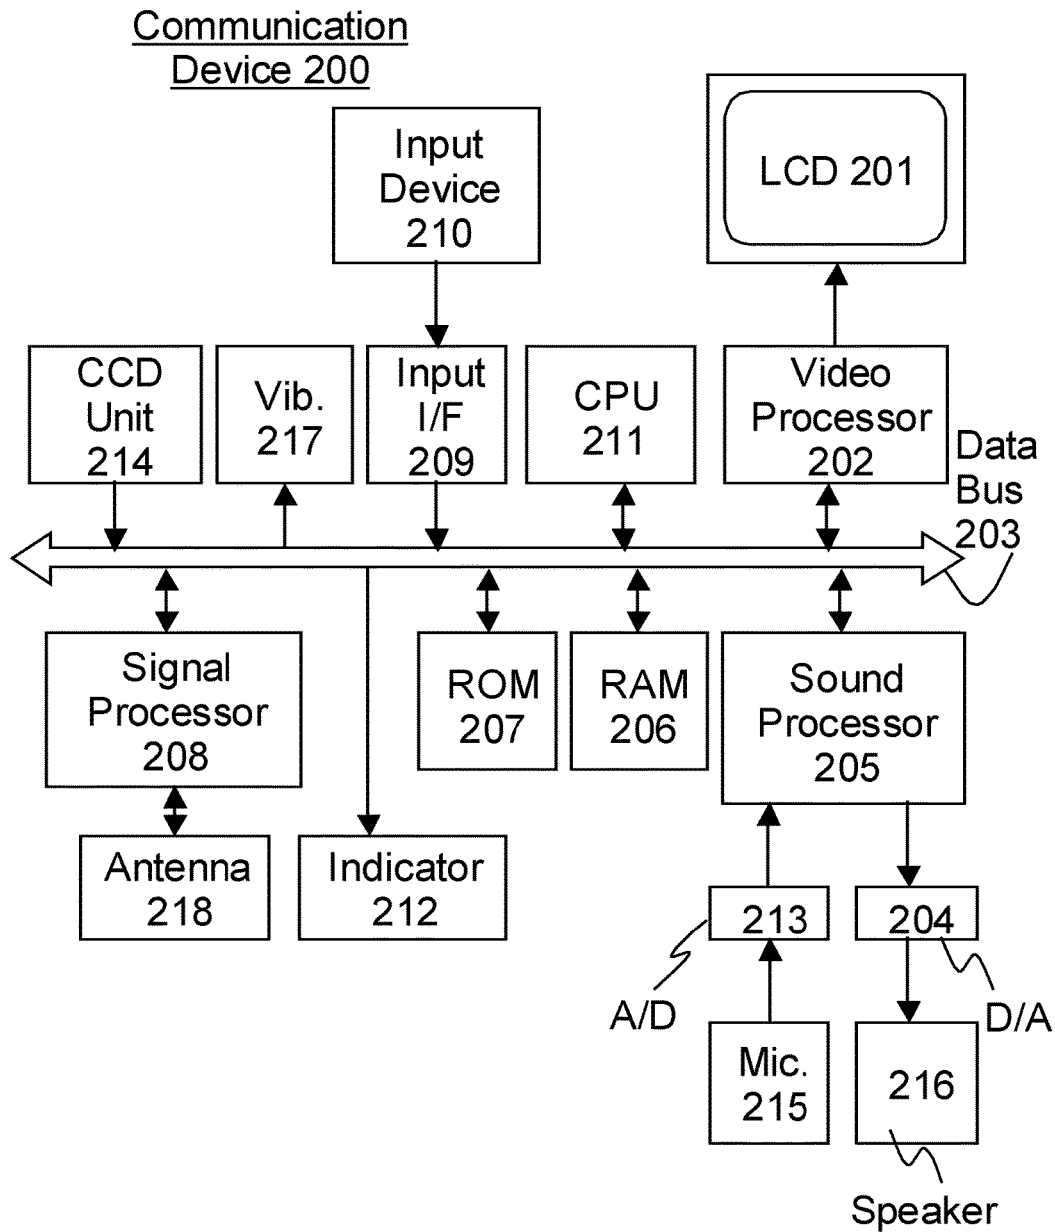 Communication
Device 200
Input
Device
210
LCD 201
CCD
Unit
214
Vib.
217
Input
I/F
209
CPU
211
Video
Processor
202
Data
Bus
203
Signal
Processor
208
ROM
207
RAM
206
Sound
Processor
205
Antenna
218
Indicator
212
213
204
A/D
D/A
Mic.
215
216
Speaker